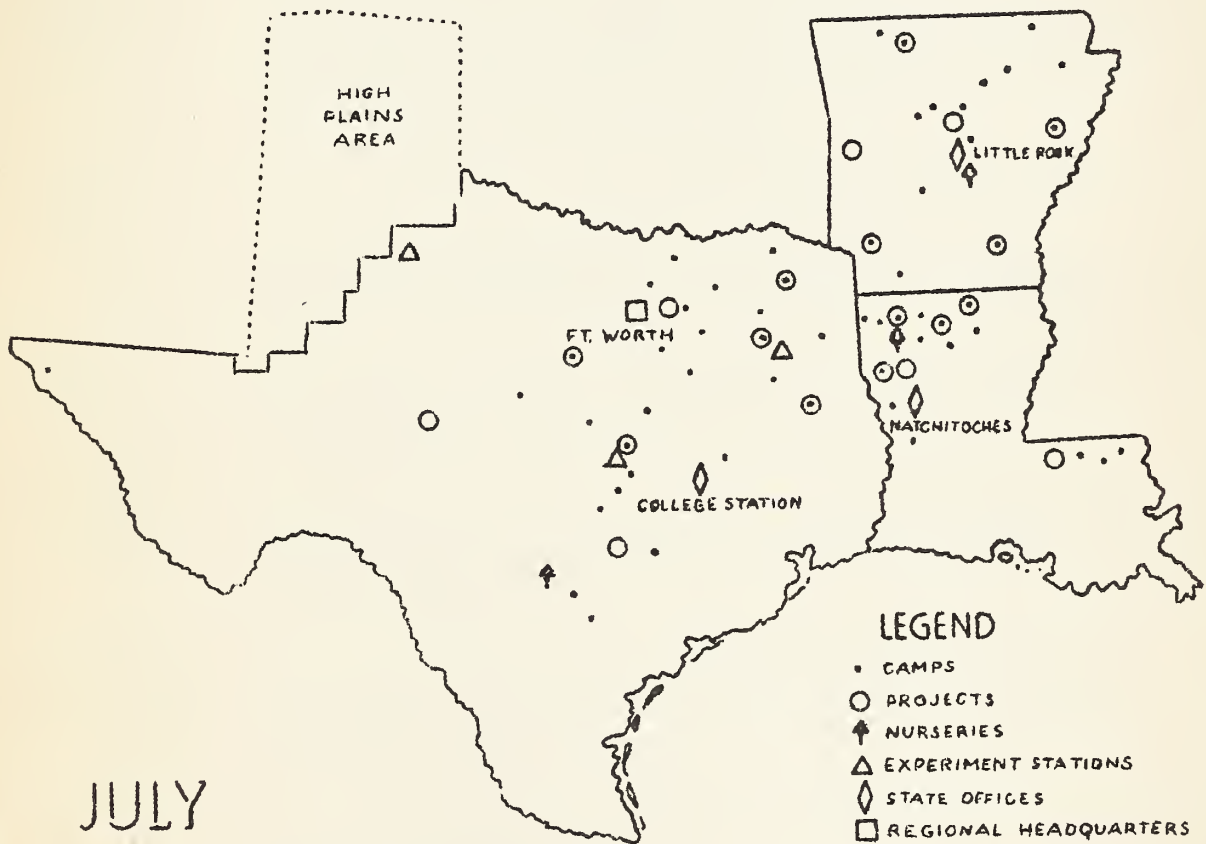 HIGH
PLAINS
AREA
LITTLE ROCK
FT. WORTH
NATCHITOCHES
COLLEGE STATION
LEGEND
CAMPS
PROJECTS
NURSERIES
EXPERIMENT STATIONS
STATE OFFICES
REGIONAL HEADQUARTERS
JULY